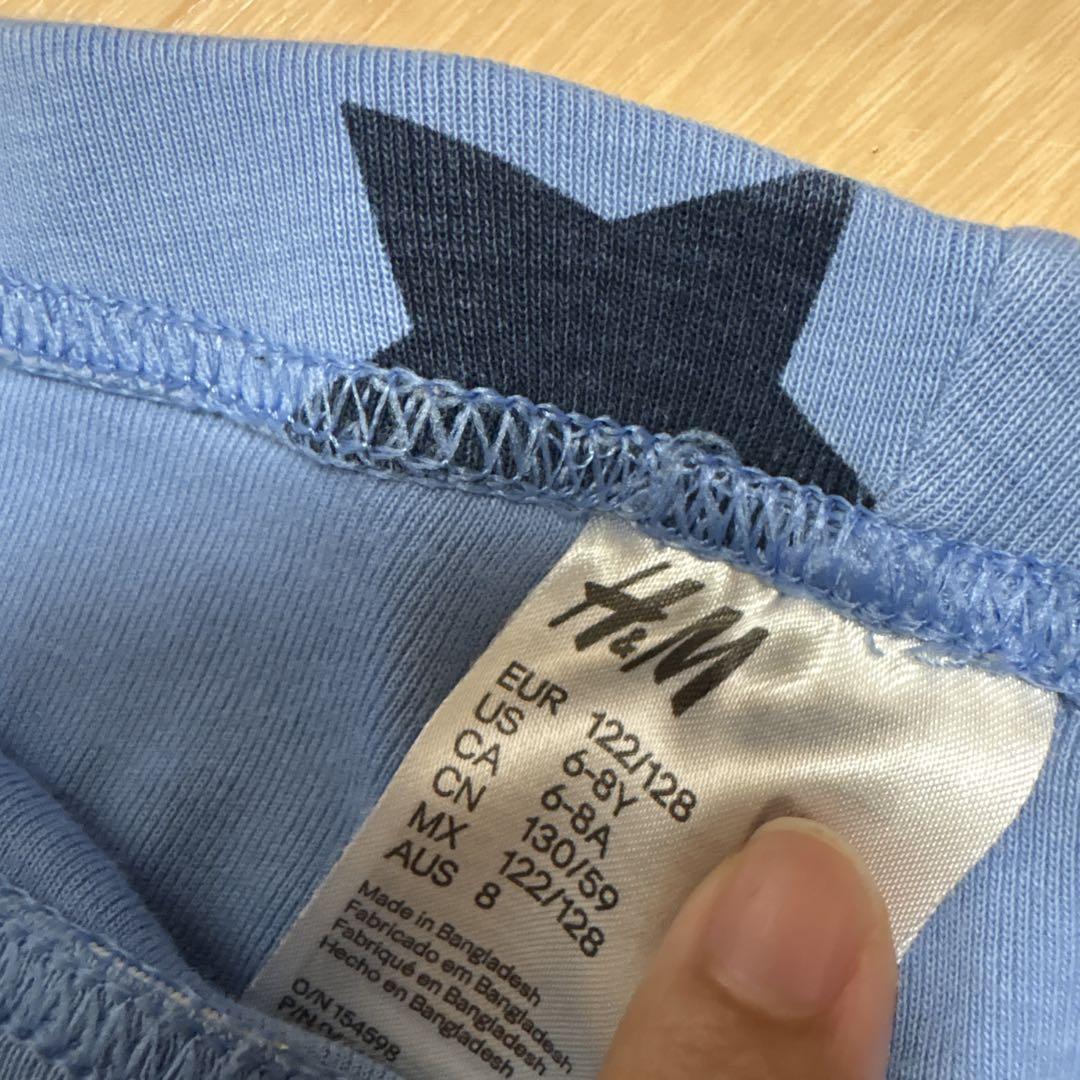 H&M
EUR 122/128
US 6-8Y
CA 6-8A
CN 130/59
MX 122/128
AUS 8
Made in Bangladesh
Fabricado em Bangladesh
Fabriqué en Bangladesh
Hecho en Bangladesh
O/N 154698
P/N